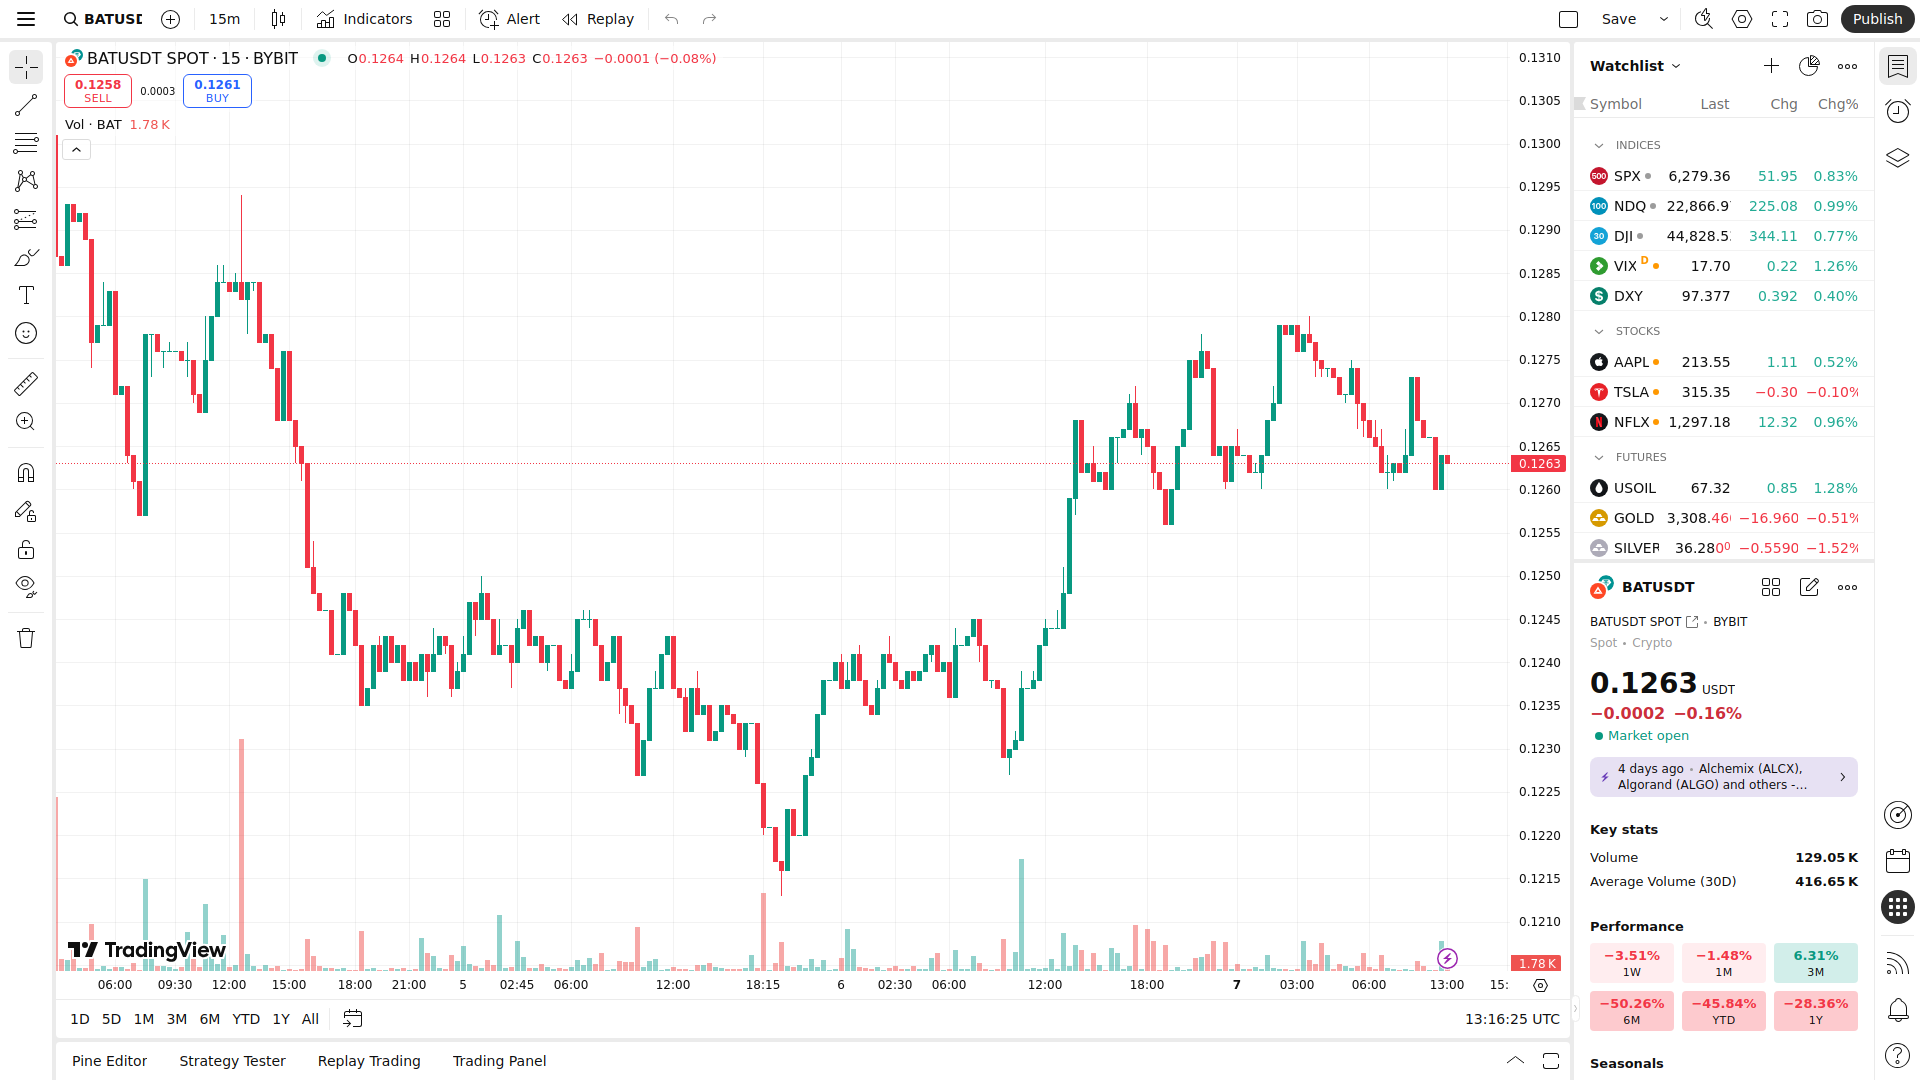 BATUSD
15m
Indicators
Alert
Replay
Save
Publish
BATUSDT SPOT · 15 · BYBIT
O0.1264 H0.1264 L0.1263 C0.1263 −0.0001 (−0.08%)
0.1258
SELL
0.0003
0.1261
BUY
Vol · BAT 1.78 K
0.1310
0.1305
0.1300
0.1295
0.1290
0.1285
0.1280
0.1275
0.1270
0.1265
0.1263
0.1260
0.1255
0.1250
0.1245
0.1240
0.1235
0.1230
0.1225
0.1220
0.1215
0.1210
1.78 K
TradingView
06:00 09:30 12:00 15:00 18:00 21:00 5 02:45 06:00 12:00 18:15 6 02:30 06:00 12:00 18:00 7 03:00 06:00 13:00 15:
1D 5D 1M 3M 6M YTD 1Y All
13:16:25 UTC
Pine Editor Strategy Tester Replay Trading Trading Panel
Watchlist
Symbol Last Chg Chg%
INDICES
SPX 6,279.36 51.95 0.83%
NDQ 22,866.9 225.08 0.99%
DJI 44,828.5 344.11 0.77%
VIX D 17.70 0.22 1.26%
DXY 97.377 0.392 0.40%
STOCKS
AAPL 213.55 1.11 0.52%
TSLA 315.35 −0.30 −0.10%
NFLX 1,297.18 12.32 0.96%
FUTURES
USOIL 67.32 0.85 1.28%
GOLD 3,308.46 −16.960 −0.51%
SILVER 36.2800 −0.5590 −1.52%
BATUSDT
BATUSDT SPOT • BYBIT
Spot • Crypto
0.1263 USDT
−0.0002 −0.16%
Market open
4 days ago • Alchemix (ALCX),
Algorand (ALGO) and others -...
Key stats
Volume 129.05 K
Average Volume (30D) 416.65 K
Performance
−3.51% −1.48% 6.31%
1W 1M 3M
−50.26% −45.84% −28.36%
6M YTD 1Y
Seasonals